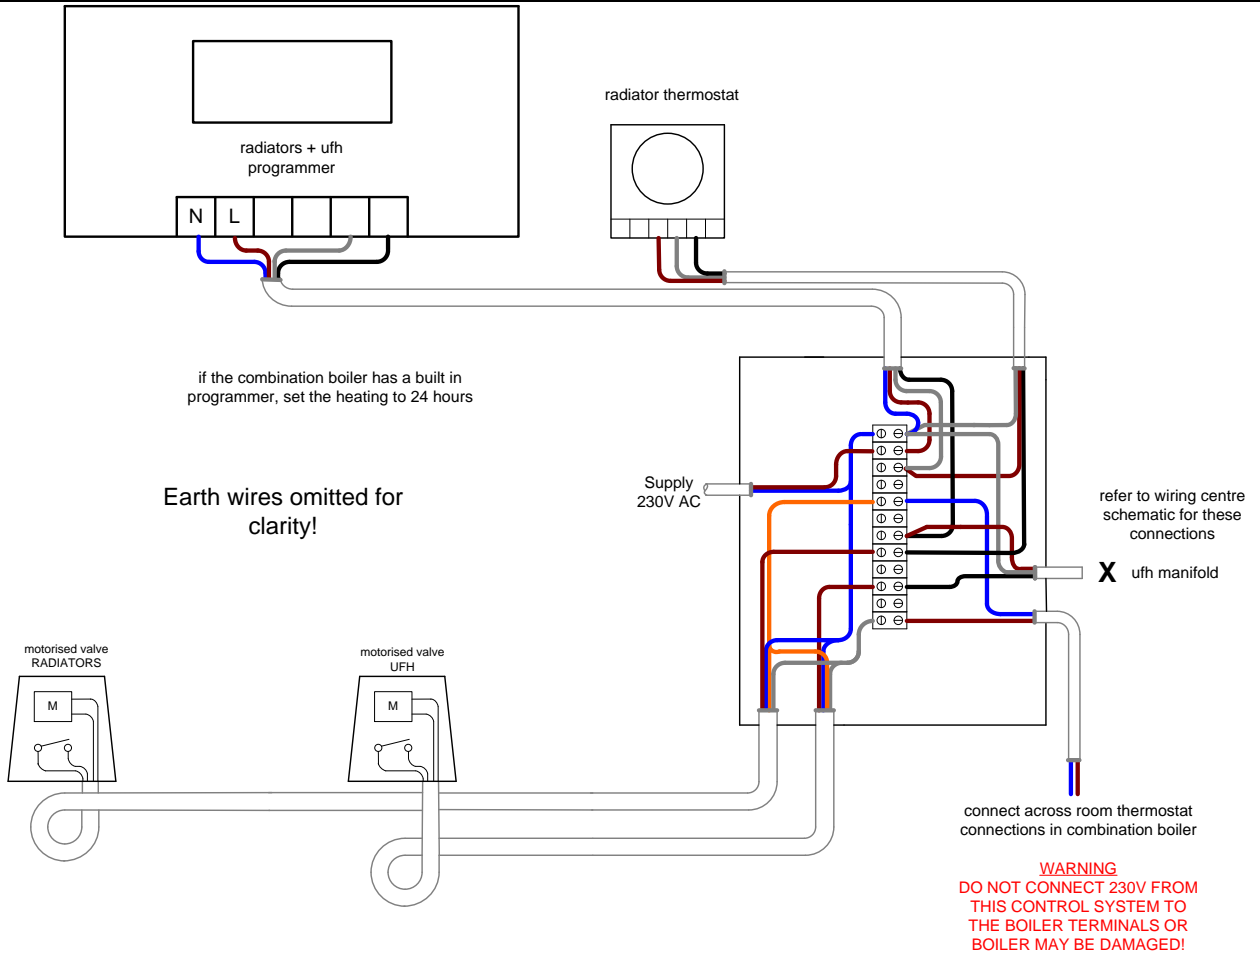 radiators + ufh
programmer
N L
radiator thermostat
if the combination boiler has a built in
programmer, set the heating to 24 hours
Earth wires omitted for
clarity!
Supply
230V AC
refer to wiring centre
schematic for these
connections
X ufh manifold
motorised valve
RADIATORS
M
motorised valve
UFH
M
connect across room thermostat
connections in combination boiler
WARNING
DO NOT CONNECT 230V FROM
THIS CONTROL SYSTEM TO
THE BOILER TERMINALS OR
BOILER MAY BE DAMAGED!